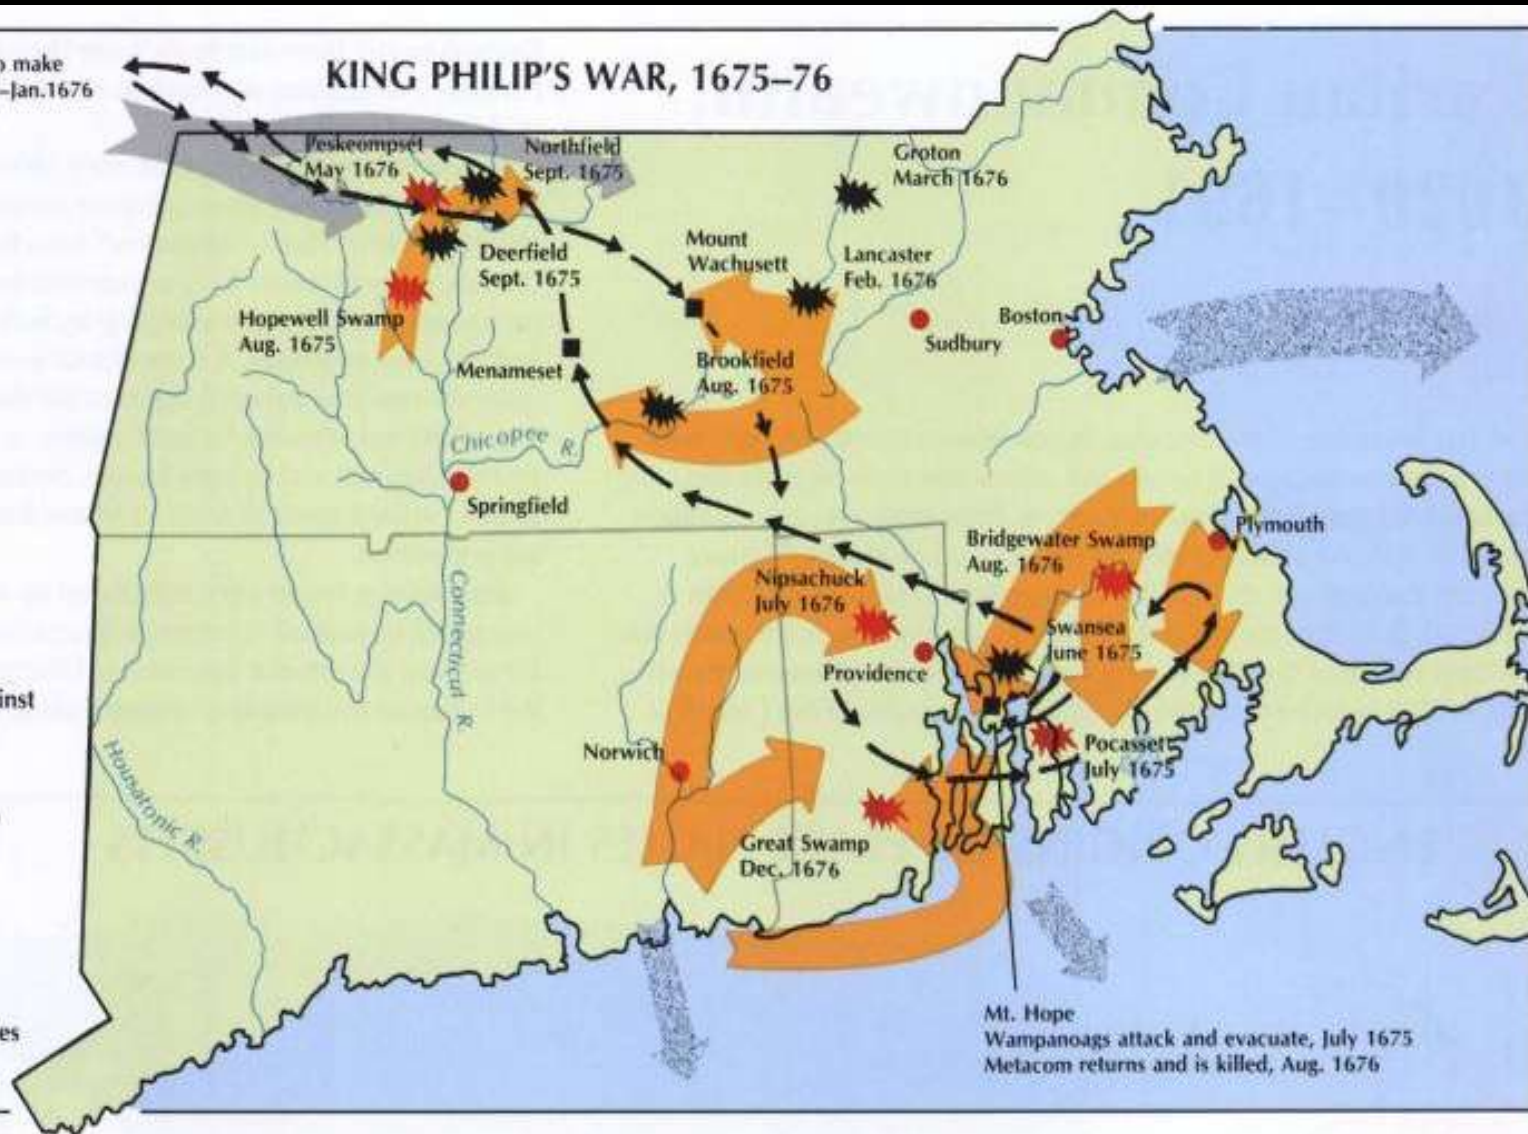 o make
–Jan.1676
KING PHILIP'S WAR, 1675–76
Peskeompset
May 1676
Northfield
Sept. 1675
Groton
March 1676
Deerfield
Sept. 1675
Mount
Wachusett
Lancaster
Feb. 1676
Hopewell Swamp
Aug. 1675
Boston
Sudbury
Menameset
Brookfield
Aug. 1675
Chicopee R.
Springfield
Plymouth
Bridgewater Swamp
Aug. 1676
Nipsachuck
July 1676
Connecticut R.
Swansea
June 1675
Providence
inst
Norwich
Pocasset
July 1675
Housatonic R.
Great Swamp
Dec. 1676
Mt. Hope
Wampanoags attack and evacuate, July 1675
Metacom returns and is killed, Aug. 1676
es